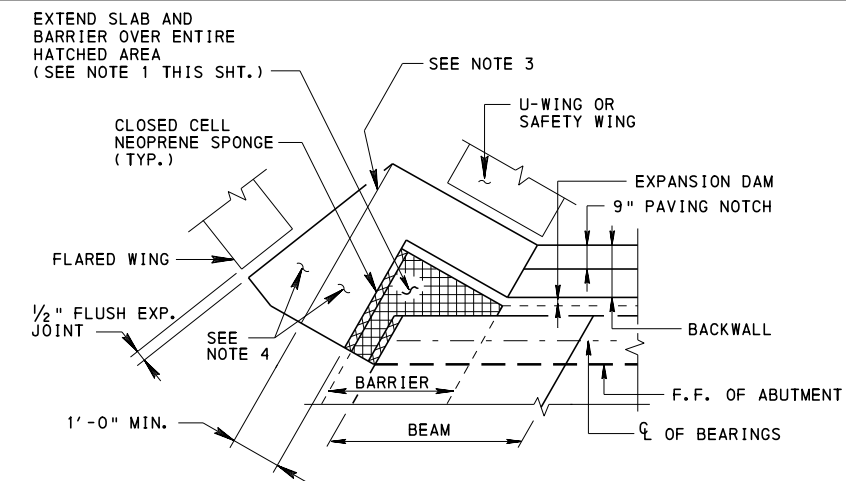 EXTEND SLAB AND
BARRIER OVER ENTIRE
HATCHED AREA
(SEE NOTE 1 THIS SHT.)
SEE NOTE 3
U-WING OR
SAFETY WING
CLOSED CELL
NEOPRENE SPONGE
(TYP.)
EXPANSION DAM
9" PAVING NOTCH
FLARED WING
½" FLUSH EXP.
JOINT
SEE
NOTE 4
BACKWALL
BARRIER
F.F. OF ABUTMENT
1'-0" MIN.
BEAM
℄ OF BEARINGS